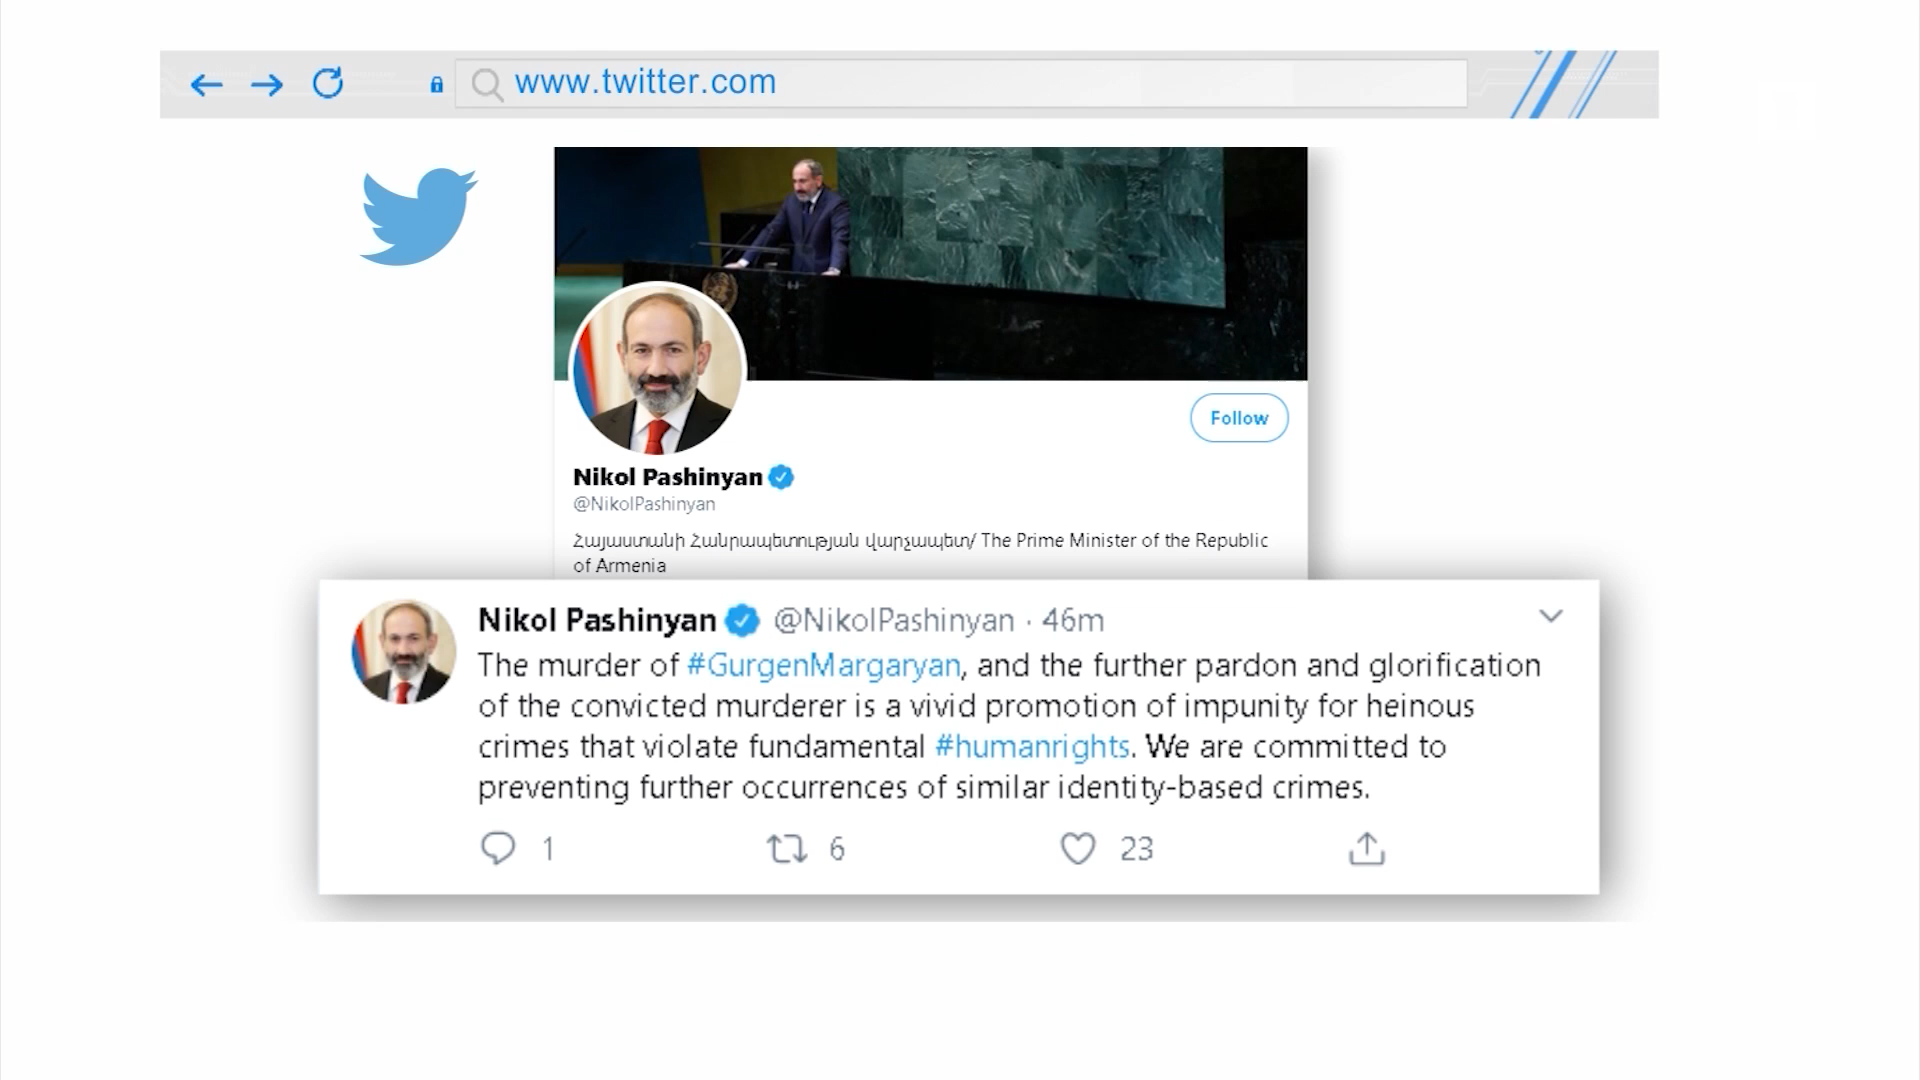 www.twitter.com
Follow
Nikol Pashinyan
@NikolPashinyan
Հայաստանի Հանրապետության վարչապետ/ The Prime Minister of the Republic
of Armenia
Nikol Pashinyan @NikolPashinyan · 46m
The murder of #GurgenMargaryan, and the further pardon and glorification
of the convicted murderer is a vivid promotion of impunity for heinous
crimes that violate fundamental #humanrights. We are committed to
preventing further occurrences of similar identity-based crimes.
1 6 23